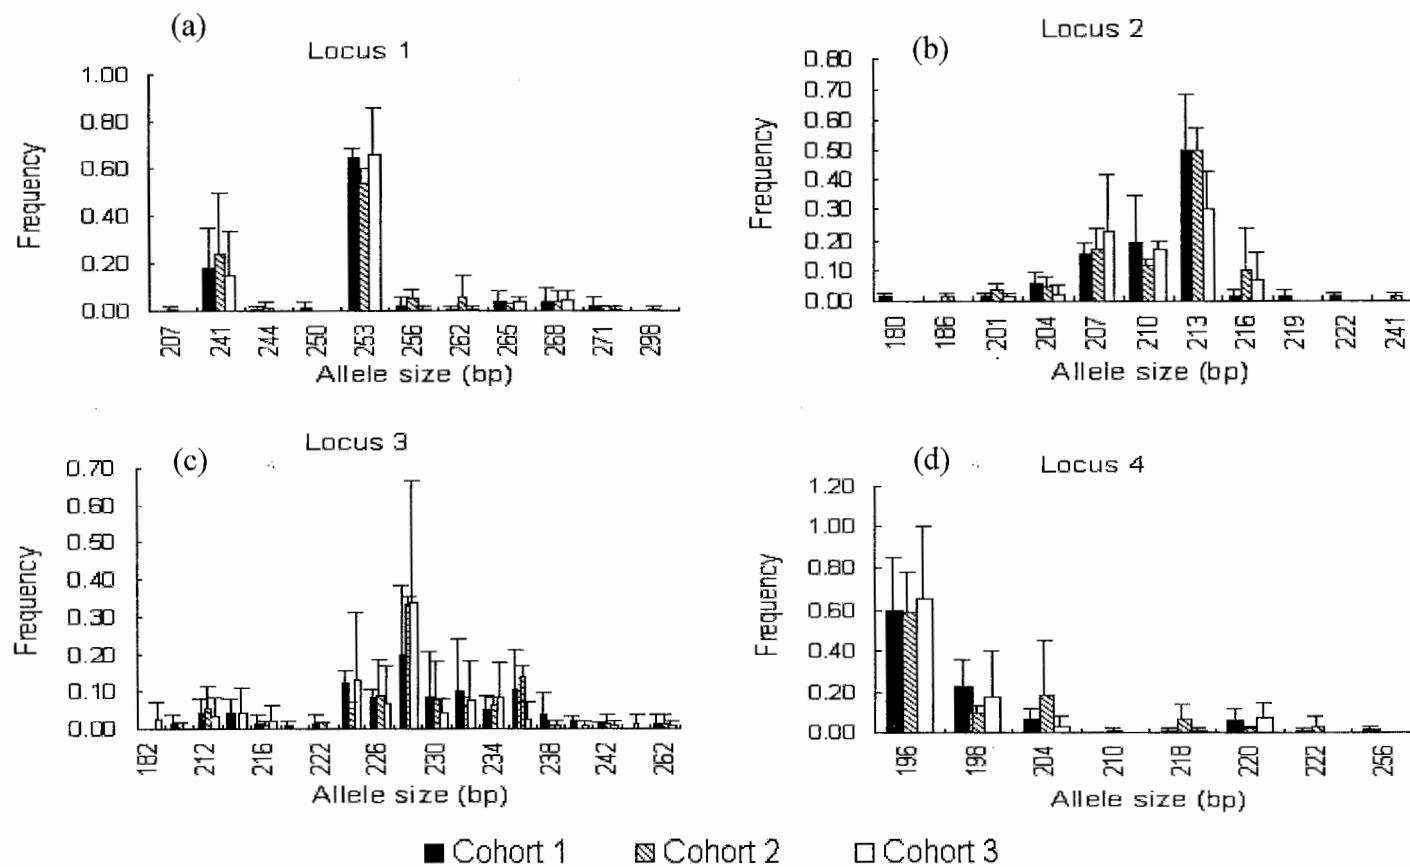 (a)
Locus 1
1.00
0.80
0.60
0.40
0.20
0.00
Frequency
207 241 244 250 253 256 262 265 268 271 298
Allele size (bp)
(b)
Locus 2
0.80
0.70
0.60
0.50
0.40
0.30
0.20
0.10
0.00
Frequency
180 186 201 204 207 210 213 216 219 222 241
Allele size (bp)
(c)
Locus 3
0.70
0.60
0.50
0.40
0.30
0.20
0.10
0.00
Frequency
182 212 216 222 226 230 234 238 242 262
Allele size (bp)
(d)
Locus 4
1.20
1.00
0.80
0.60
0.40
0.20
0.00
Frequency
196 198 204 210 218 220 222 256
Allele size (bp)
Cohort 1 Cohort 2 Cohort 3